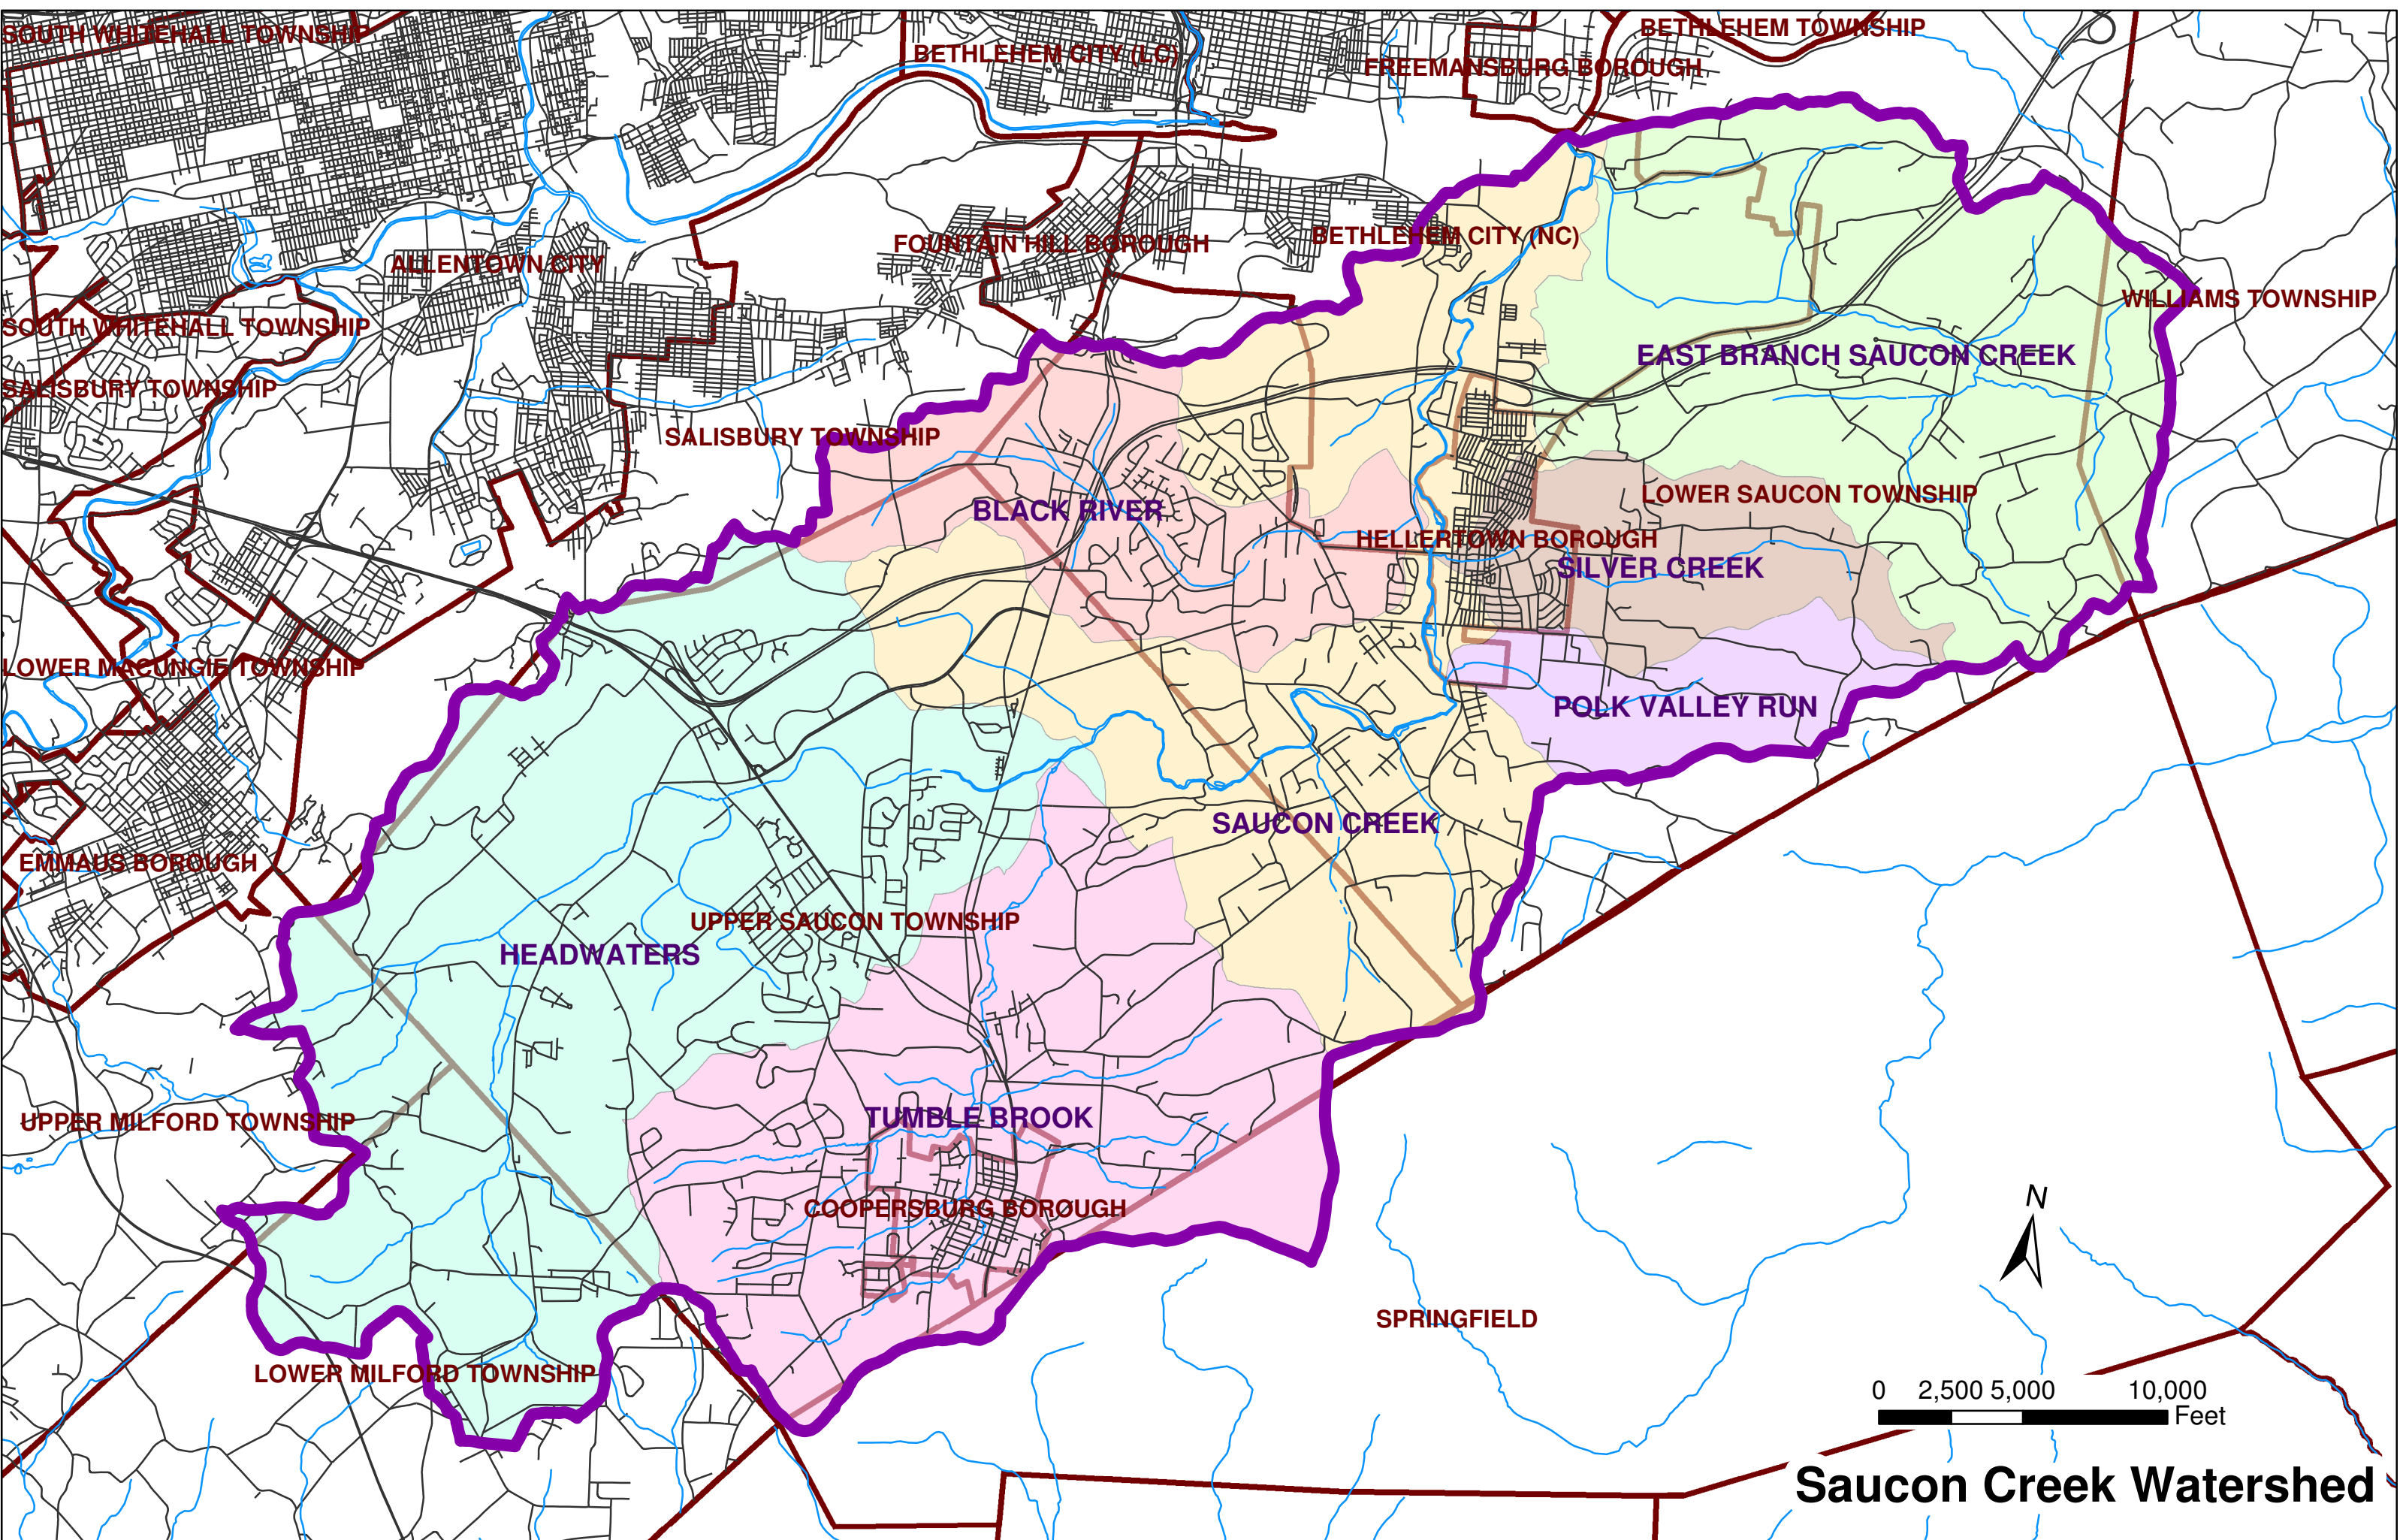 SOUTH WHITEHALL TOWNSHIP
BETHLEHEM CITY (LC)
BETHLEHEM TOWNSHIP
FREEMANSBURG BOROUGH
FOUNTAIN HILL BOROUGH
BETHLEHEM CITY (NC)
ALLENTOWN CITY
WILLIAMS TOWNSHIP
SOUTH WHITEHALL TOWNSHIP
EAST BRANCH SAUCON CREEK
SALISBURY TOWNSHIP
SALISBURY TOWNSHIP
LOWER SAUCON TOWNSHIP
BLACK RIVER
HELLERTOWN BOROUGH
SILVER CREEK
LOWER MACUNGIE TOWNSHIP
POLK VALLEY RUN
SAUCON CREEK
EMMAUS BOROUGH
UPPER SAUCON TOWNSHIP
HEADWATERS
UPPER MILFORD TOWNSHIP
TUMBLE BROOK
COOPERSBURG BOROUGH
N
SPRINGFIELD
LOWER MILFORD TOWNSHIP
0 2,500 5,000 10,000
Feet
Saucon Creek Watershed